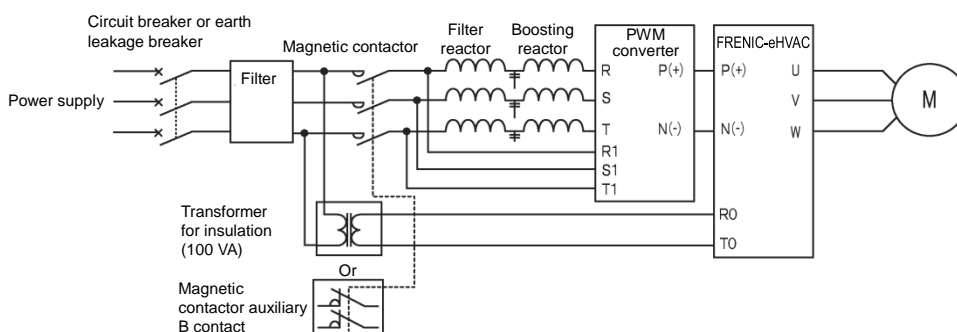 Circuit breaker or earth
leakage breaker
Magnetic contactor
Filter
reactor
Boosting
reactor
PWM
converter
FRENIC-eHVAC
Filter
Power supply
R
P(+)
P(+)
U
S
V
M
T
N(-)
N(-)
W
R1
S1
T1
Transformer
for insulation
(100 VA)
R0
T0
Or
Magnetic
contactor auxiliary
B contact